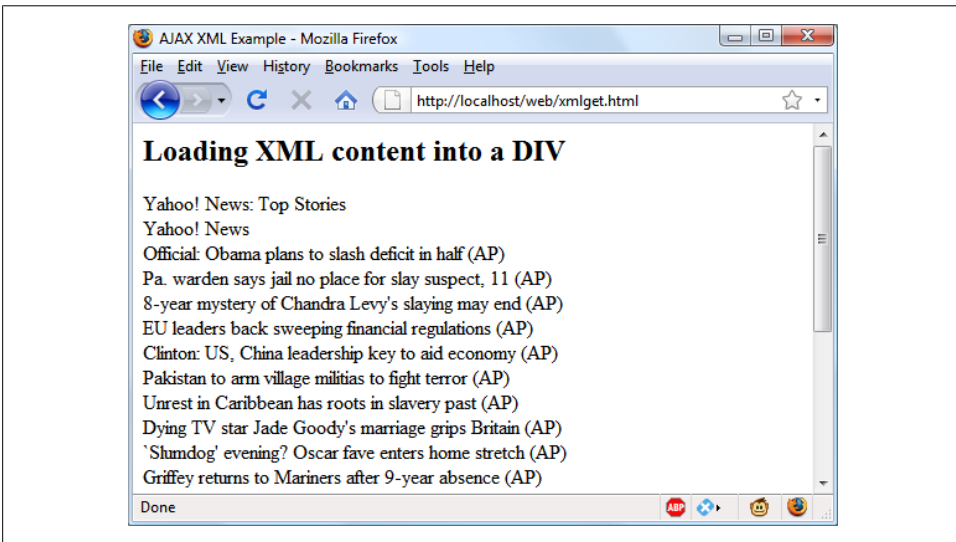 AJAX XML Example - Mozilla Firefox
File Edit View History Bookmarks Tools Help
http://localhost/web/xmlget.html
Loading XML content into a DIV
Yahoo! News: Top Stories
Yahoo! News
Official: Obama plans to slash deficit in half (AP)
Pa. warden says jail no place for slay suspect, 11 (AP)
8-year mystery of Chandra Levy's slaying may end (AP)
EU leaders back sweeping financial regulations (AP)
Clinton: US, China leadership key to aid economy (AP)
Pakistan to arm village militias to fight terror (AP)
Unrest in Caribbean has roots in slavery past (AP)
Dying TV star Jade Goody's marriage grips Britain (AP)
`Slumdog' evening? Oscar fave enters home stretch (AP)
Griffey returns to Mariners after 9-year absence (AP)
Done
ABP